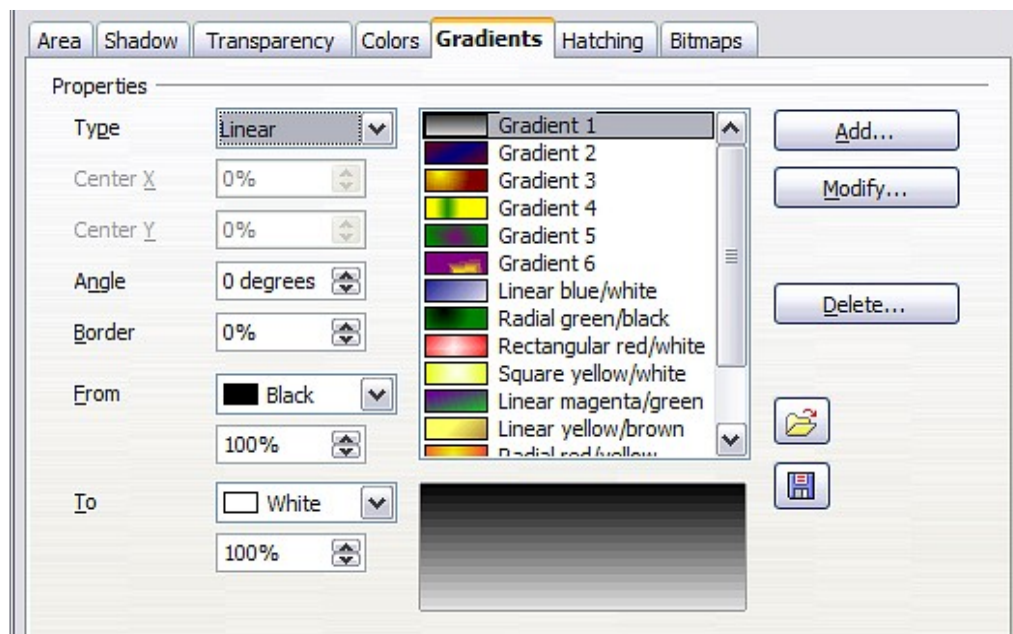 Area Shadow Transparency Colors Gradients Hatching Bitmaps
Properties
Type Linear
Center X 0%
Center Y 0%
Angle 0 degrees
Border 0%
From Black
100%
To White
100%
Gradient 1
Gradient 2
Gradient 3
Gradient 4
Gradient 5
Gradient 6
Linear blue/white
Radial green/black
Rectangular red/white
Square yellow/white
Linear magenta/green
Linear yellow/brown
Radial red/yellow
Add...
Modify...
Delete...